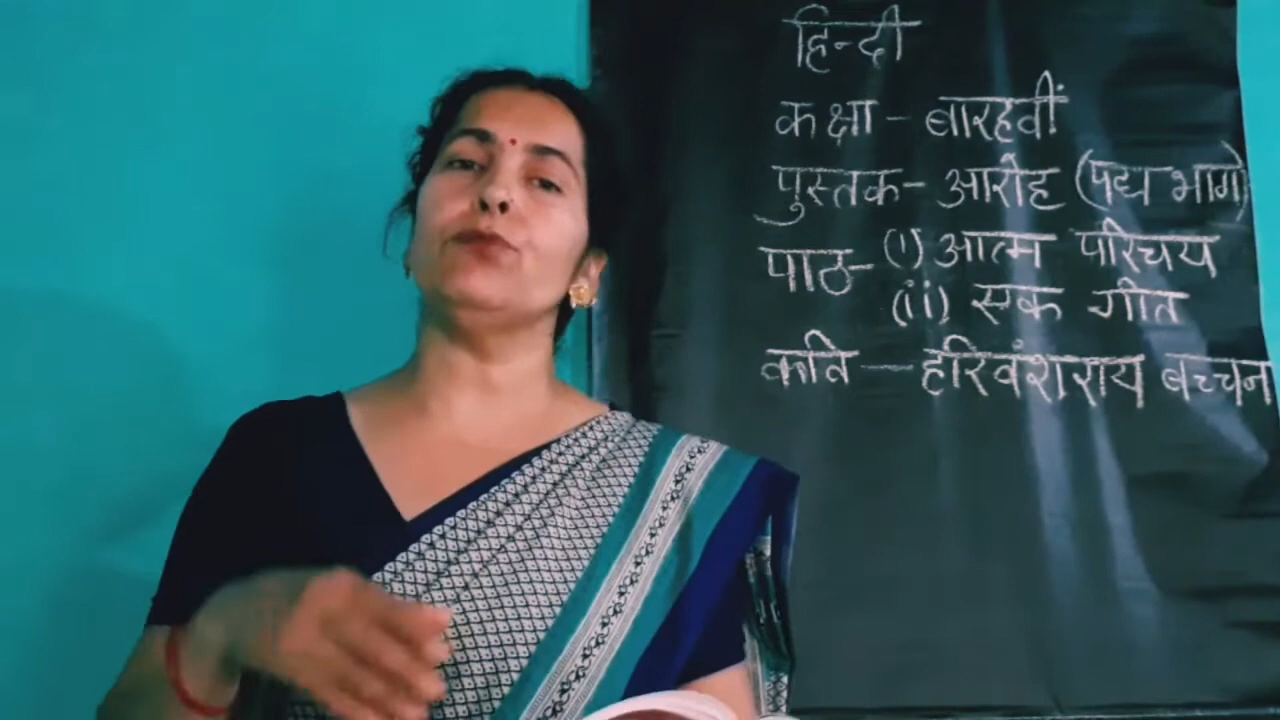 हिन्दी
कक्षा - बारहवीं
पुस्तक - आरोह (पद्य भाग)
पाठ - (i) आत्म परिचय
(ii) एक गीत
कवि - हरिवंशराय बच्चन